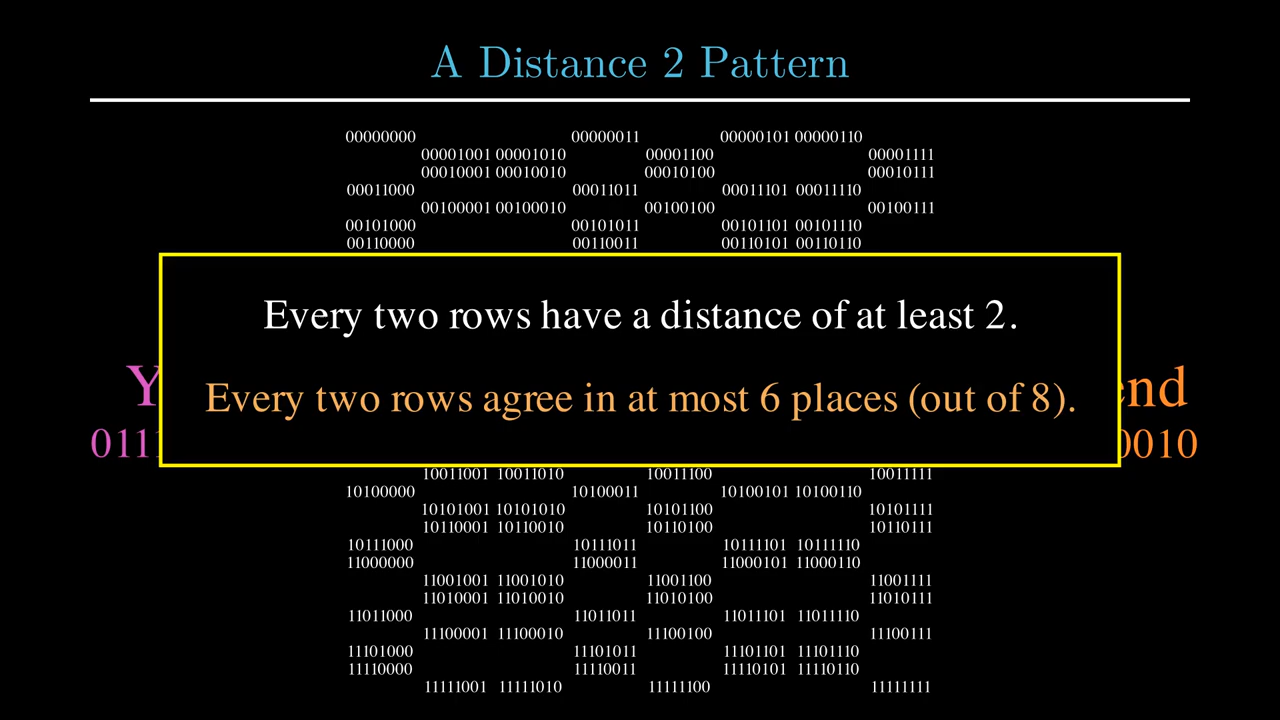 A Distance 2 Pattern
00000000 00000011 00000101 00000110
00001001 00001010 00001100 00001111
00010001 00010010 00010100 00010111
00011000 00011011 00011101 00011110
00100001 00100010 00100100 00100111
00101000 00101011 00101101 00101110
00110000 00110011 00110101 00110110
Every two rows have a distance of at least 2.
Y end
Every two rows agree in at most 6 places (out of 8).
011 0010
10011001 10011010 10011100 10011111
10100000 10100011 10100101 10100110
10101001 10101010 10101100 10101111
10110001 10110010 10110100 10110111
10111000 10111011 10111101 10111110
11000000 11000011 11000101 11000110
11001001 11001010 11001100 11001111
11010001 11010010 11010100 11010111
11011000 11011011 11011101 11011110
11100001 11100010 11100100 11100111
11101000 11101011 11101101 11101110
11110000 11110011 11110101 11110110
11111001 11111010 11111100 11111111